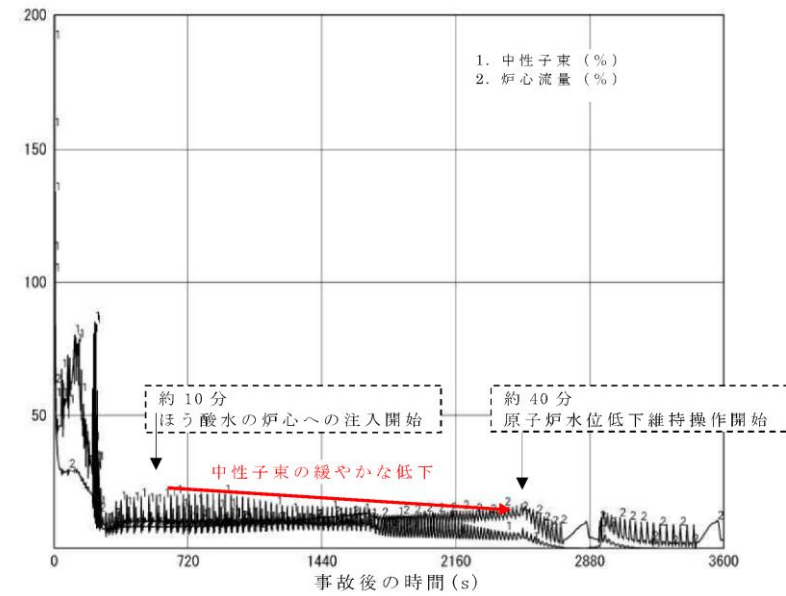 200
1. 中性子束 (%)
2. 炉心流量 (%)
150
100
約 10 分
ほう酸水の炉心への注入開始
約 40 分
原子炉水位低下維持操作開始
50
中性子束の緩やかな低下
0 720 1440 2160 2880 3600
事故後の時間(s)